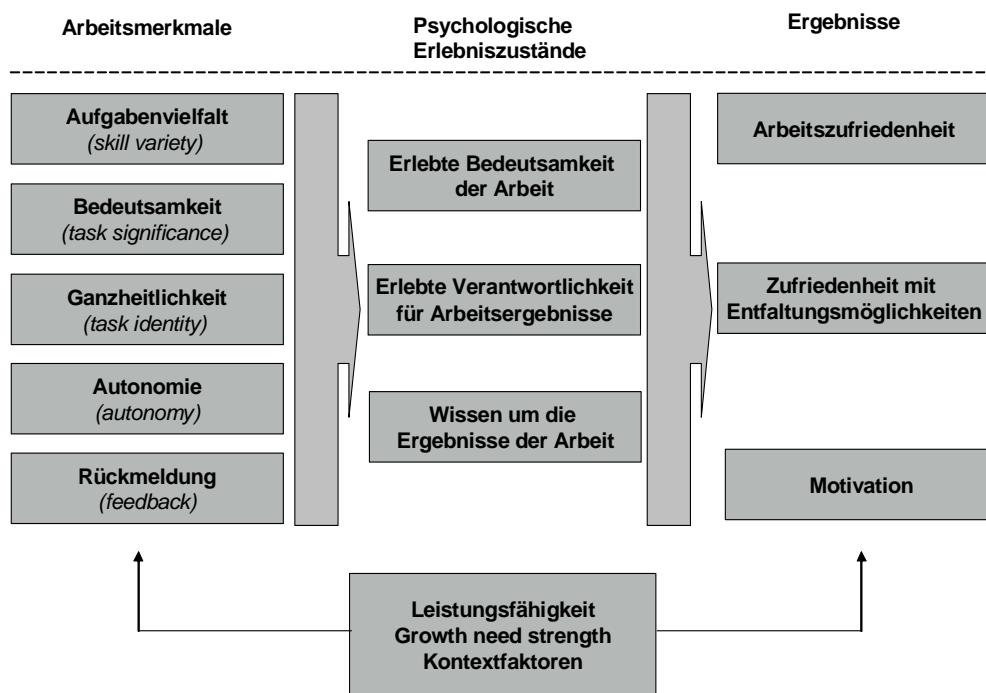 Arbeitsmerkmale
Psychologische
Erlebniszustände
Ergebnisse
Aufgabenvielfalt
(skill variety)
Bedeutsamkeit
(task significance)
Ganzheitlichkeit
(task identity)
Autonomie
(autonomy)
Rückmeldung
(feedback)
Erlebte Bedeutsamkeit
der Arbeit
Erlebte Verantwortlichkeit
für Arbeitsergebnisse
Wissen um die
Ergebnisse der Arbeit
Arbeitszufriedenheit
Zufriedenheit mit
Entfaltungsmöglichkeiten
Motivation
Leistungsfähigkeit
Growth need strength
Kontextfaktoren